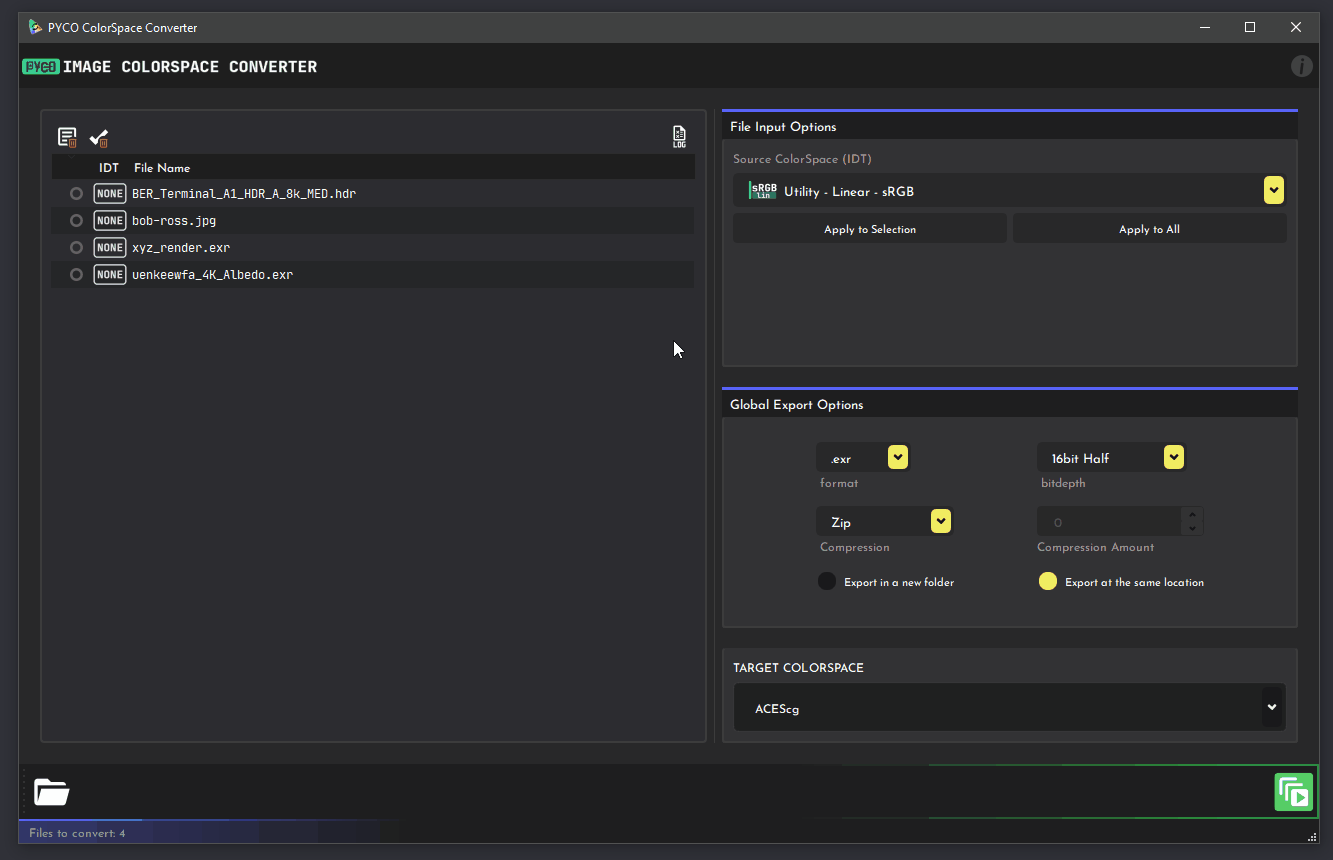 PYCO ColorSpace Converter
PYCO IMAGE COLORSPACE CONVERTER
i
LOG
IDT File Name
NONE BER_Terminal_A1_HDR_A_8k_MED.hdr
NONE bob-ross.jpg
NONE xyz_render.exr
NONE uenkeewfa_4K_Albedo.exr
File Input Options
Source ColorSpace (IDT)
sRGB lin Utility - Linear - sRGB
Apply to Selection Apply to All
Global Export Options
.exr 16bit Half
format bitdepth
Zip 0
Compression Compression Amount
Export in a new folder Export at the same location
TARGET COLORSPACE
ACEScg
Files to convert: 4